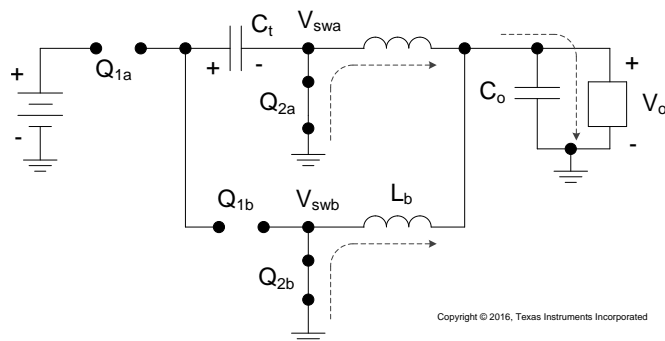 Ct
Vswa
+
-
+
Q1a
Q2a
Co
+
Vo
-
-
Q1b
Vswb
Lb
Q2b
Copyright © 2016, Texas Instruments Incorporated